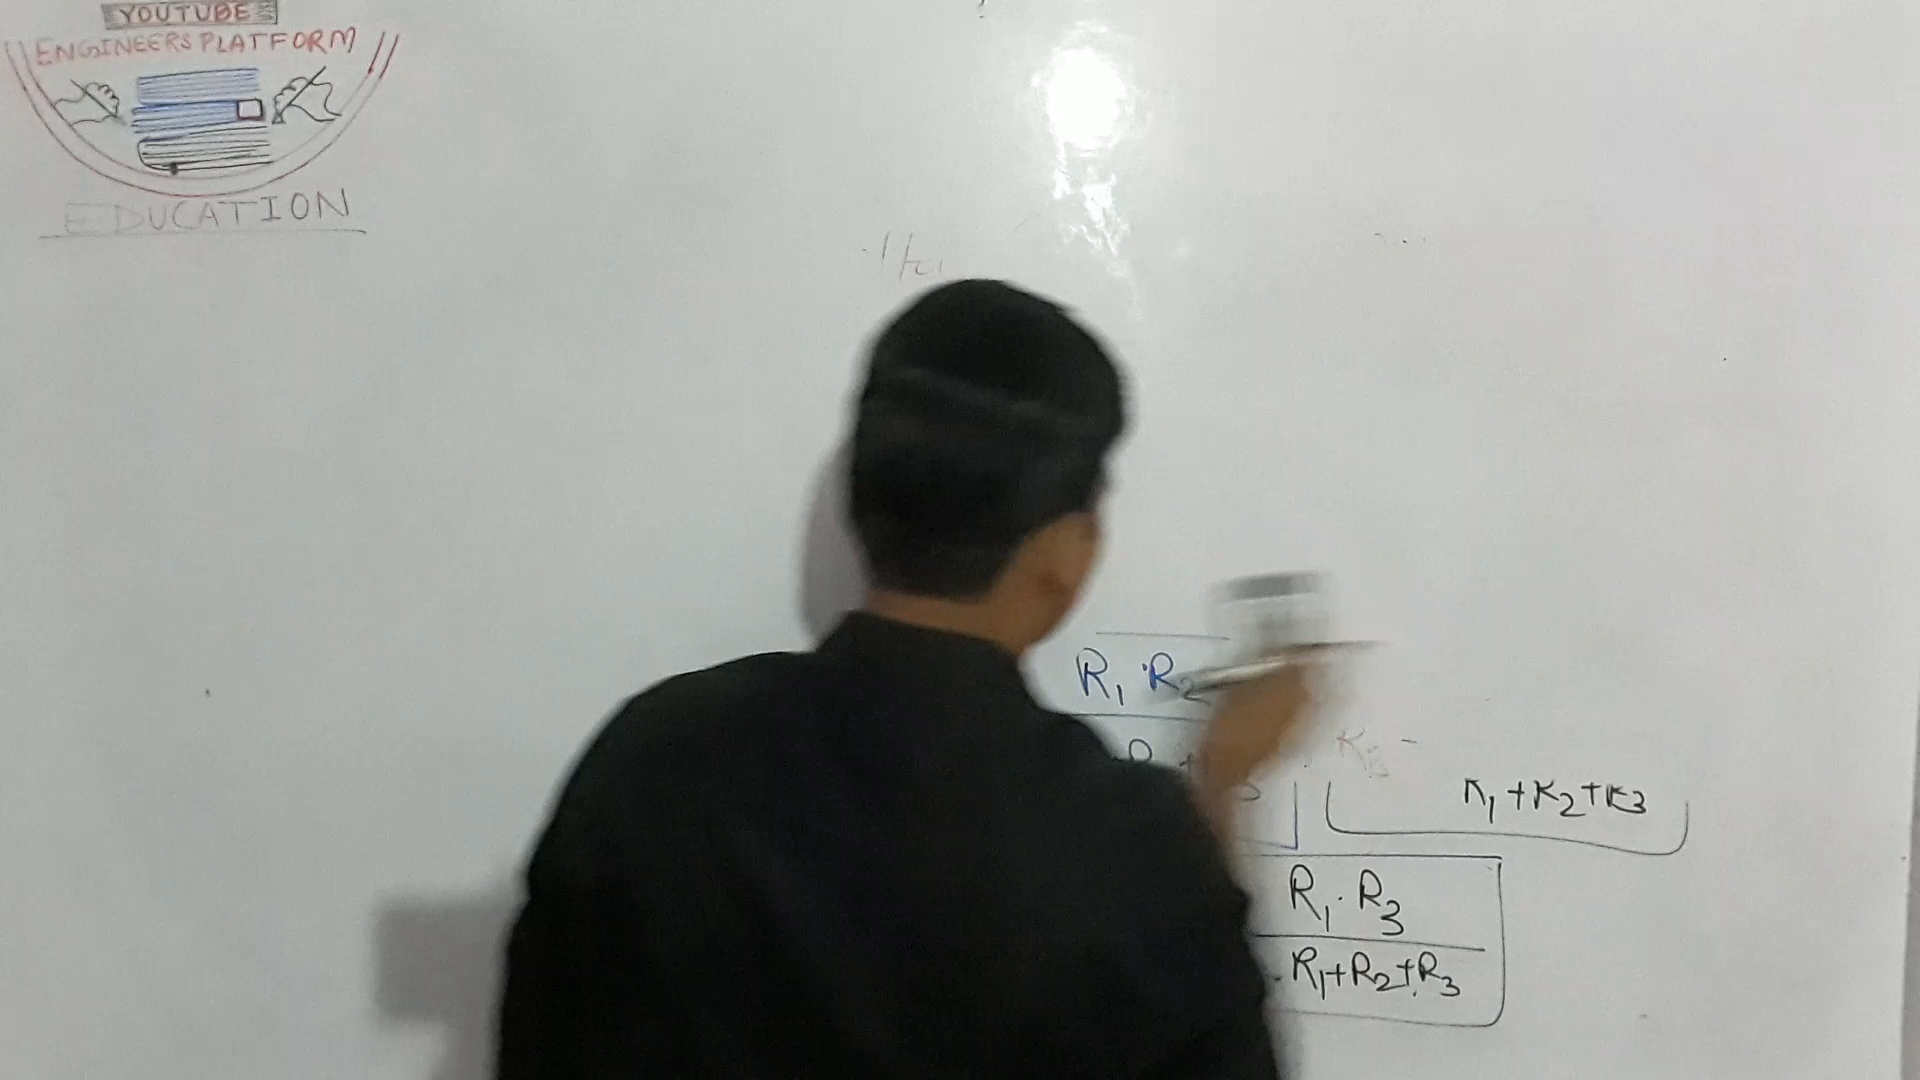 YOUTUBE
ENGINEERS PLATFORM
EDUCATION
R₁ · R₂
R₁+R₂+R₃
R₁ · R₃
R₁+R₂+R₃